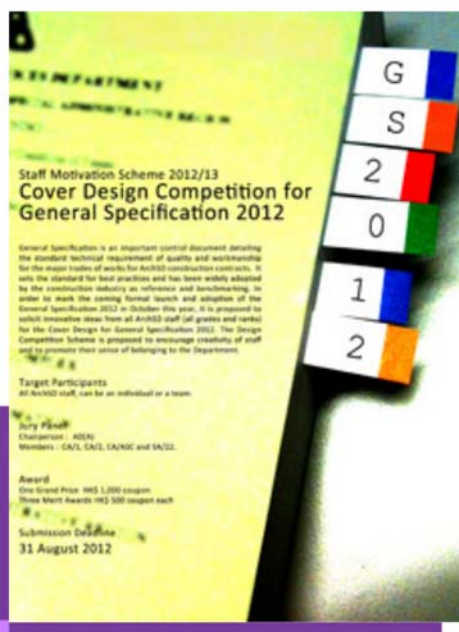 DEPARTMENT
Staff Motivation Scheme 2012/13
Cover Design Competition for
General Specification 2012
General Specification is an important control document detailing
the standard technical requirement of quality and workmanship
for the major trades of works for ArchSD construction contracts. It
sets the standard for best practices and has been widely adopted
by the construction industry as reference and benchmarking. In
order to mark the coming formal launch and adoption of the
General Specification 2012 in October this year, it is proposed to
solicit innovative ideas from all ArchSD staff (all grades and ranks)
for the Cover Design for General Specification 2012. The Design
Competition Scheme is proposed to encourage creativity of staff
and to promote their sense of belonging to the Department.
Target Participants
All ArchSD staff, can be an individual or a team.
Jury Panel
Chairperson : AD(A)
Members : CA/1, CA/2, CA/ASC and SA/22.
Award
One Grand Prize HK$ 1,000 coupon
Three Merit Awards HK$ 500 coupon each
Submission Deadline
31 August 2012
G
S
2
0
1
2